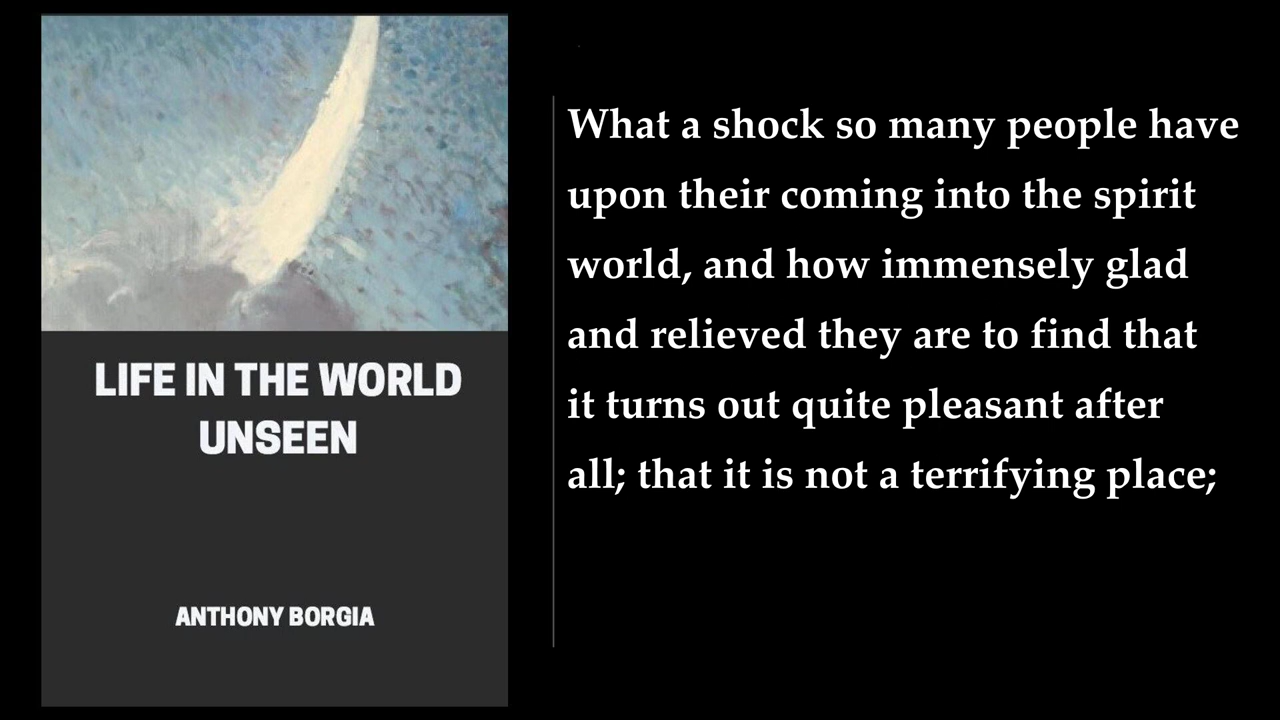 LIFE IN THE WORLD
UNSEEN
ANTHONY BORGIA
What a shock so many people have
upon their coming into the spirit
world, and how immensely glad
and relieved they are to find that
it turns out quite pleasant after
all; that it is not a terrifying place;